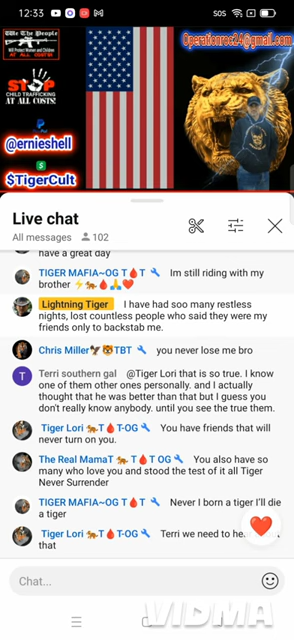 12:33
SOS
We The People
Will Protect Women and
AT ALL COSTS!
STOP
CHILD TRAFFICKING
AT ALL COSTS!
@ernieshell
$TigerCult
Operationroc24@gmail.com
Live chat
All messages 102
have a great day
TIGER MAFIA~OG T🩸T 🔧 Im still riding with my
brother ⚡🐅🩸🙏❤️
Lightning Tiger I have had soo many restless
nights, lost countless people who said they were my
friends only to backstab me.
Chris Miller🦅🐯TBT 🔧 you never lose me bro
T
Terri southern gal @Tiger Lori that is so true. I know
one of them other ones personally. and I actually
thought that he was better than that but I guess you
don't really know anybody. until you see the true them.
Tiger Lori 🐅T🩸T-OG 🔧 You have friends that will
never turn on you.
The Real MamaT 🐅 T🩸T OG 🔧 You also have so
many who love you and stood the test of it all Tiger
Never Surrender
TIGER MAFIA~OG T🩸T 🔧 Never I born a tiger I'll die
a tiger
Tiger Lori 🐅T🩸T-OG 🔧 Terri we need to
that
Chat...
VIDMA